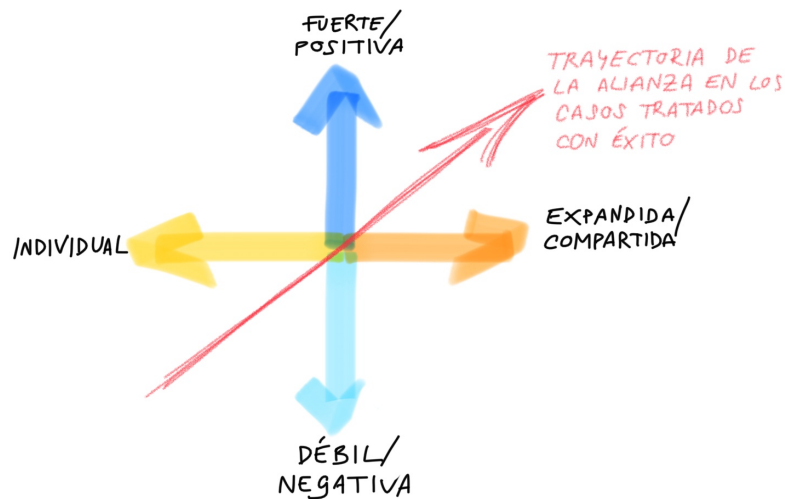 FUERTE/
POSITIVA
TRAYECTORIA DE
LA ALIANZA EN LOS
CASOS TRATADOS
CON ÉXITO
INDIVIDUAL
EXPANDIDA/
COMPARTIDA
DÉBIL/
NEGATIVA